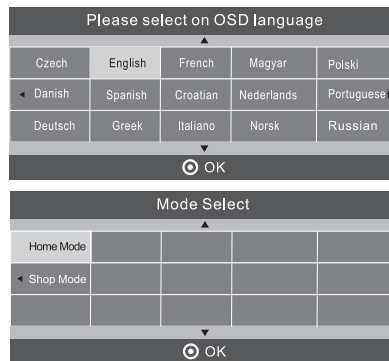 Please select on OSD language
Czech English French Magyar Polski
Danish Spanish Croatian Nederlands Portuguese
Deutsch Greek Italiano Norsk Russian
OK
Mode Select
Home Mode
Shop Mode
OK